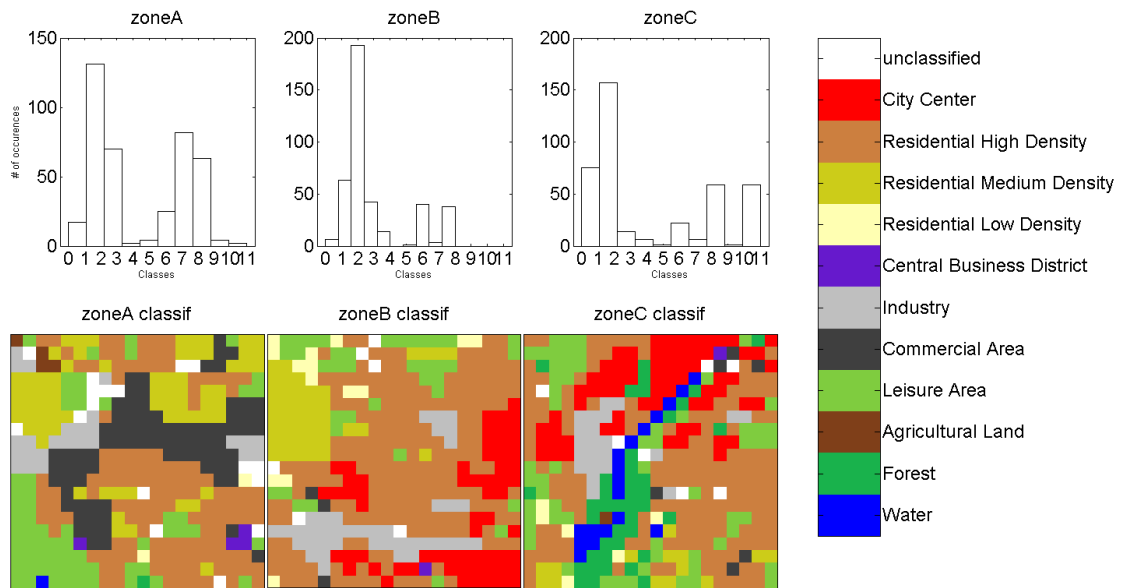 zoneA
zoneB
zoneC
150
100
50
0
# of occurences
0 1 2 3 4 5 6 7 8 9 10 11
Classes
200
150
100
50
0
0 1 2 3 4 5 6 7 8 9 10 11
Classes
200
150
100
50
0
0 1 2 3 4 5 6 7 8 9 10 11
Classes
zoneA classif
zoneB classif
zoneC classif
unclassified
City Center
Residential High Density
Residential Medium Density
Residential Low Density
Central Business District
Industry
Commercial Area
Leisure Area
Agricultural Land
Forest
Water